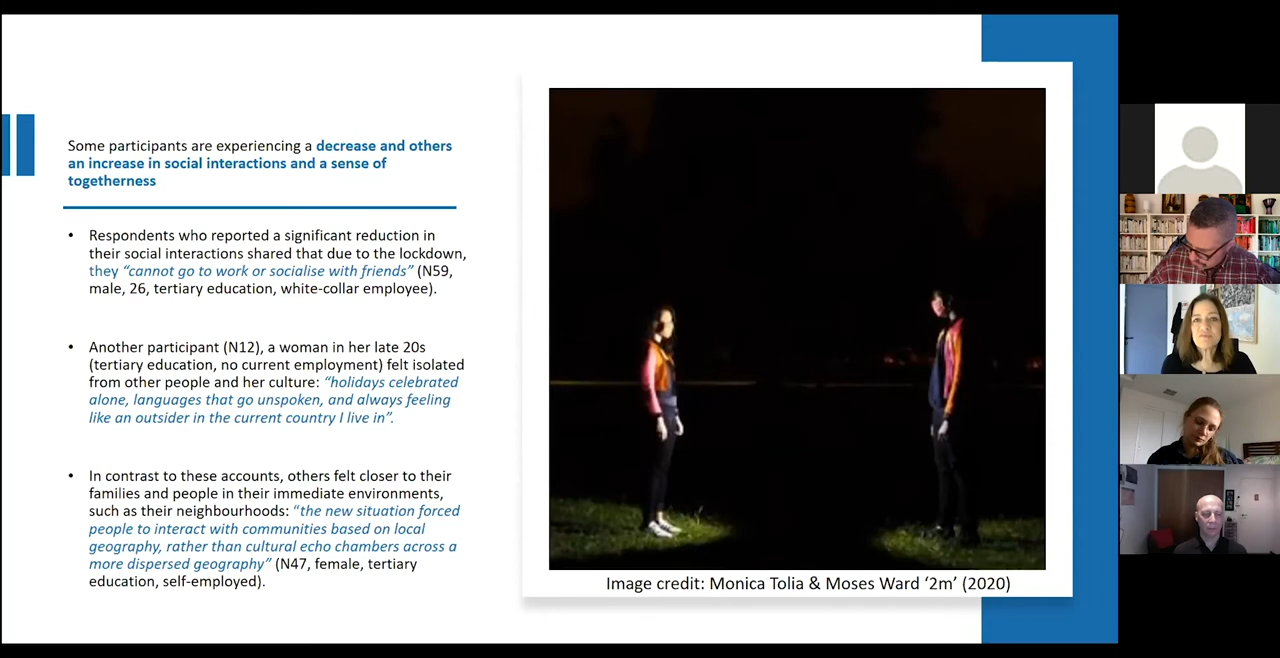 Some participants are experiencing a decrease and others
an increase in social interactions and a sense of
togetherness
• Respondents who reported a significant reduction in
their social interactions shared that due to the lockdown,
they “cannot go to work or socialise with friends” (N59,
male, 26, tertiary education, white-collar employee).
• Another participant (N12), a woman in her late 20s
(tertiary education, no current employment) felt isolated
from other people and her culture: “holidays celebrated
alone, languages that go unspoken, and always feeling
like an outsider in the current country I live in”.
• In contrast to these accounts, others felt closer to their
families and people in their immediate environments,
such as their neighbourhoods: “the new situation forced
people to interact with communities based on local
geography, rather than cultural echo chambers across a
more dispersed geography” (N47, female, tertiary
education, self-employed).
Image credit: Monica Tolia & Moses Ward ‘2m’ (2020)